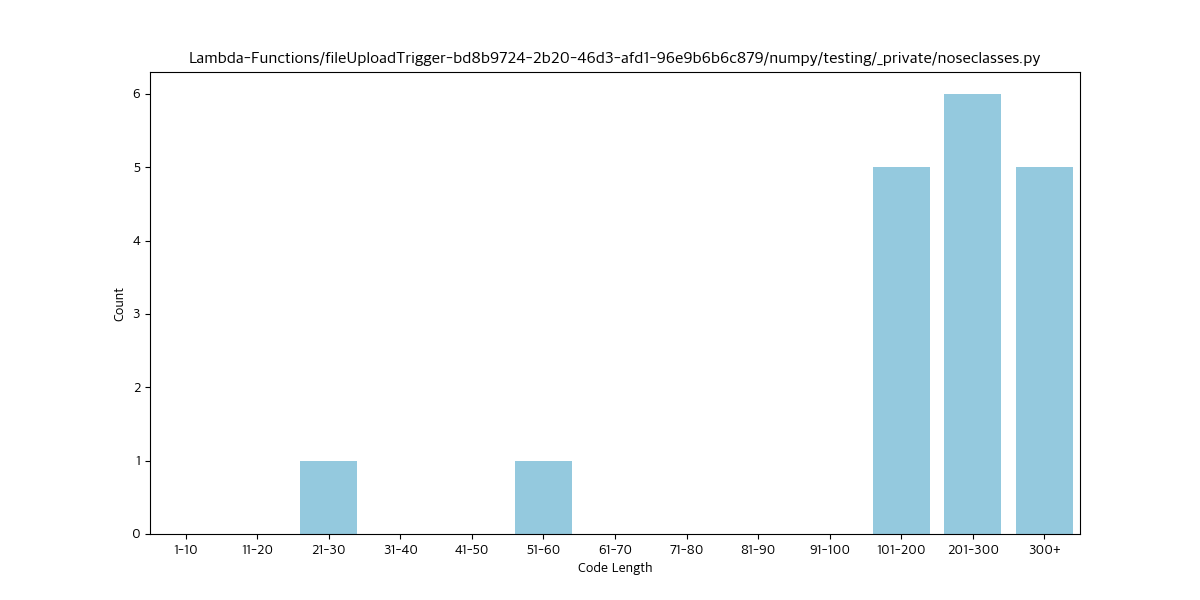 Lambda-Functions/fileUploadTrigger-bd8b9724-2b20-46d3-afd1-96e9b6b6c879/numpy/testing/_private/noseclasses.py
6
5
4
3
2
1
0
Count
1-10 11-20 21-30 31-40 41-50 51-60 61-70 71-80 81-90 91-100 101-200 201-300 300+
Code Length